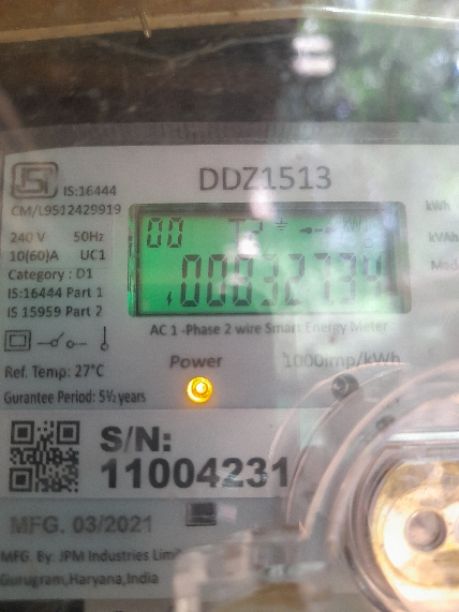 DDZ1513
IS:16444
CM/L9512429919
kWh
240 V 50Hz
10(60)A UC1
Category : D1
IS:16444 Part 1
IS 15959 Part 2
00 T2
kVAh
AC 1 -Phase 2 wire Smart Energy Meter
Power 1000imp/kWh
Ref. Temp: 27°C
Gurantee Period: 5½ years
S/N:
11004231
MFG. 03/2021
MFG. By: JPM Industries
Gurugram,Haryana,India